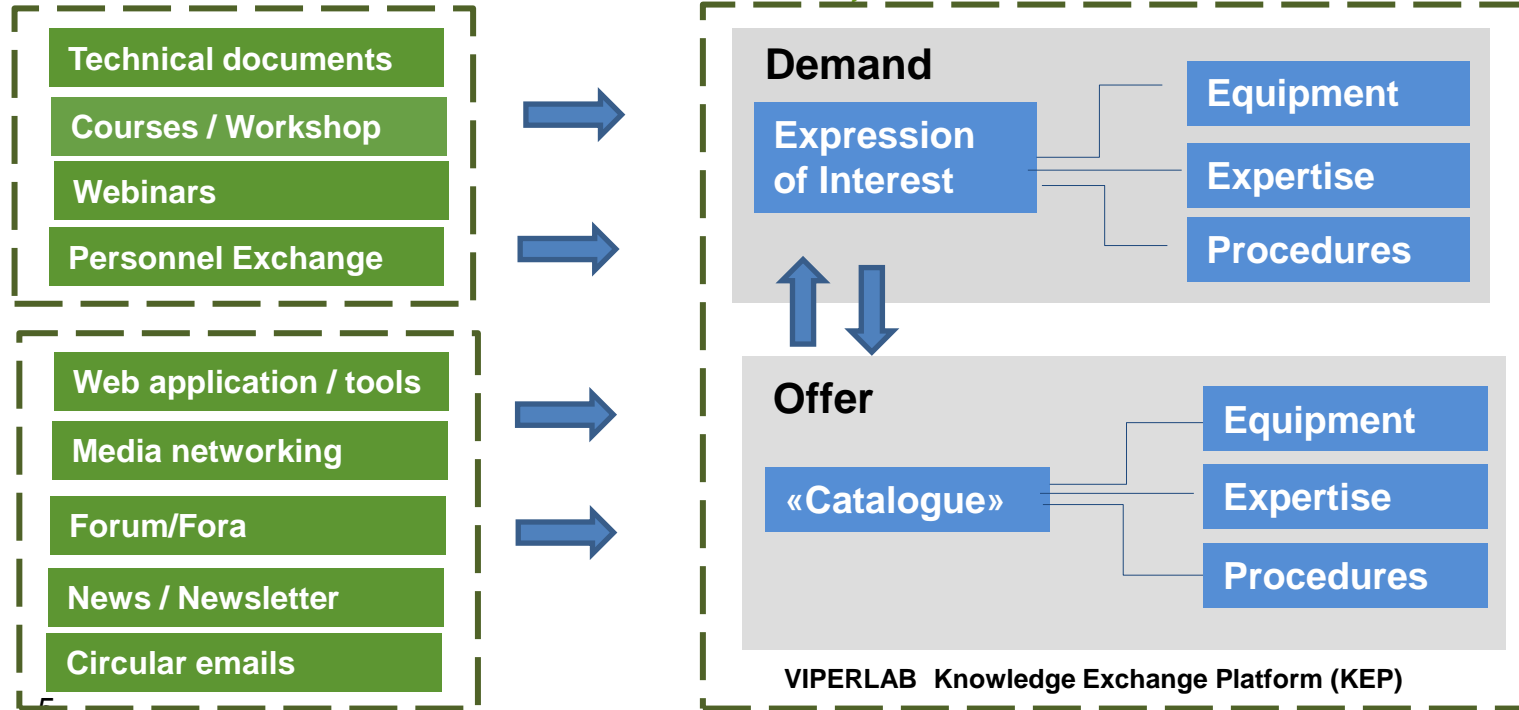 Technical documents
Courses / Workshop
Webinars
Personnel Exchange
Web application / tools
Media networking
Forum/Fora
News / Newsletter
Circular emails
5
Demand
Expression
of Interest
Equipment
Expertise
Procedures
Offer
«Catalogue»
Equipment
Expertise
Procedures
VIPERLAB Knowledge Exchange Platform (KEP)